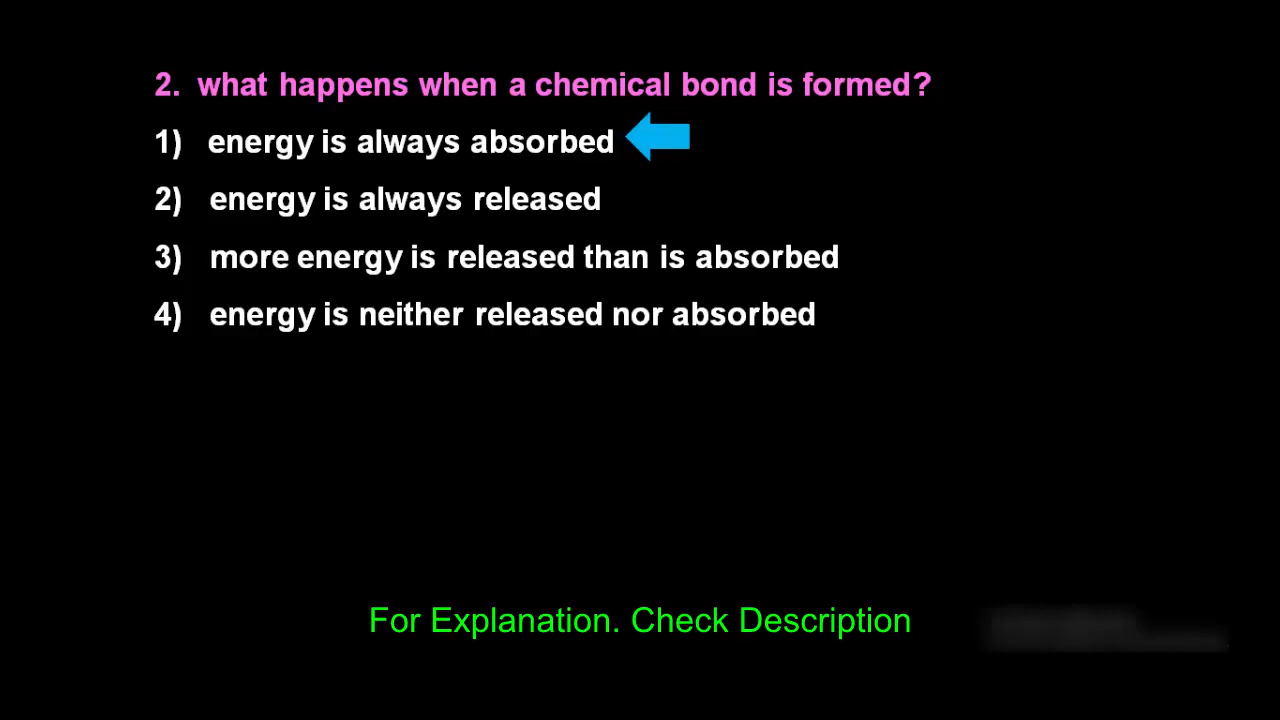 2. what happens when a chemical bond is formed?
1) energy is always absorbed
2) energy is always released
3) more energy is released than is absorbed
4) energy is neither released nor absorbed
For Explanation. Check Description